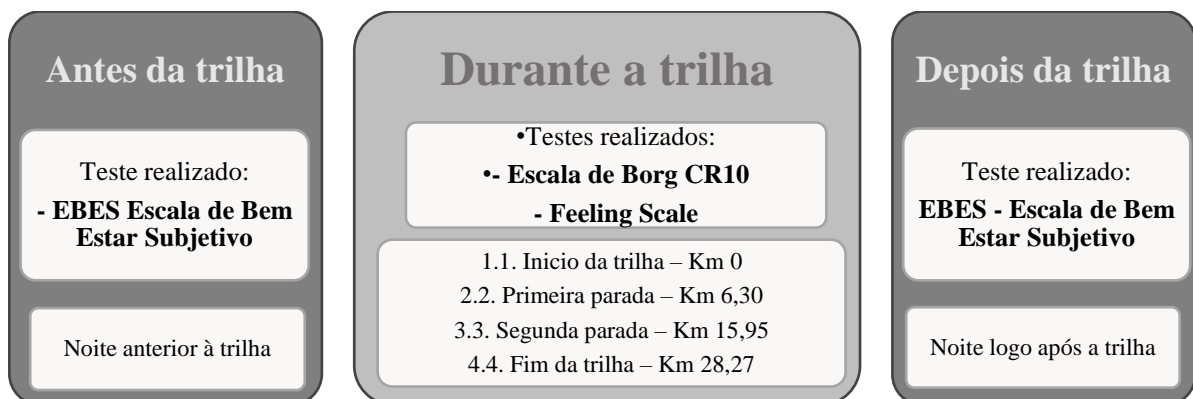 Antes da trilha
Teste realizado:
- EBES Escala de Bem
Estar Subjetivo
Noite anterior à trilha
Durante a trilha
•Testes realizados:
•- Escala de Borg CR10
- Feeling Scale
1.1. Inicio da trilha – Km 0
2.2. Primeira parada – Km 6,30
3.3. Segunda parada – Km 15,95
4.4. Fim da trilha – Km 28,27
Depois da trilha
Teste realizado:
EBES - Escala de Bem
Estar Subjetivo
Noite logo após a trilha